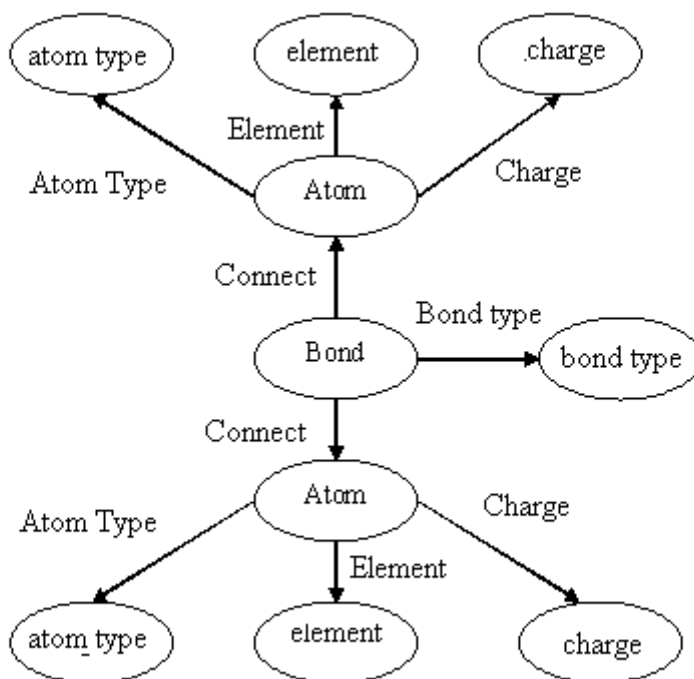 atom type
element
.charge
Element
Atom Type
Charge
Atom
Connect
Bond type
Bond
bond type
Connect
Atom
Atom Type
Charge
Element
atom_type
element
charge